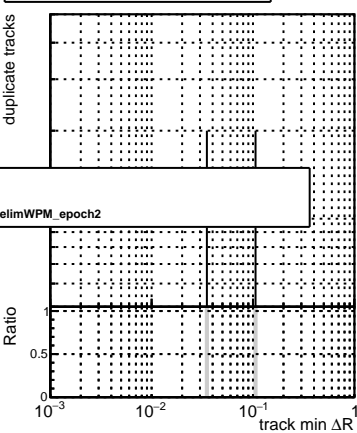 duplicate tracks
elimWPM_epoch2
Ratio
1
0.5
0
10⁻³ 10⁻² 10⁻¹ 1
track min ΔR